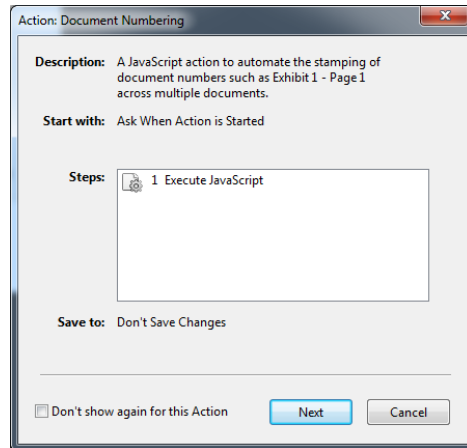 Action: Document Numbering
Description: A JavaScript action to automate the stamping of
document numbers such as Exhibit 1 - Page 1
across multiple documents.
Start with: Ask When Action is Started
Steps: 1 Execute JavaScript
Save to: Don't Save Changes
Don't show again for this Action
Next
Cancel